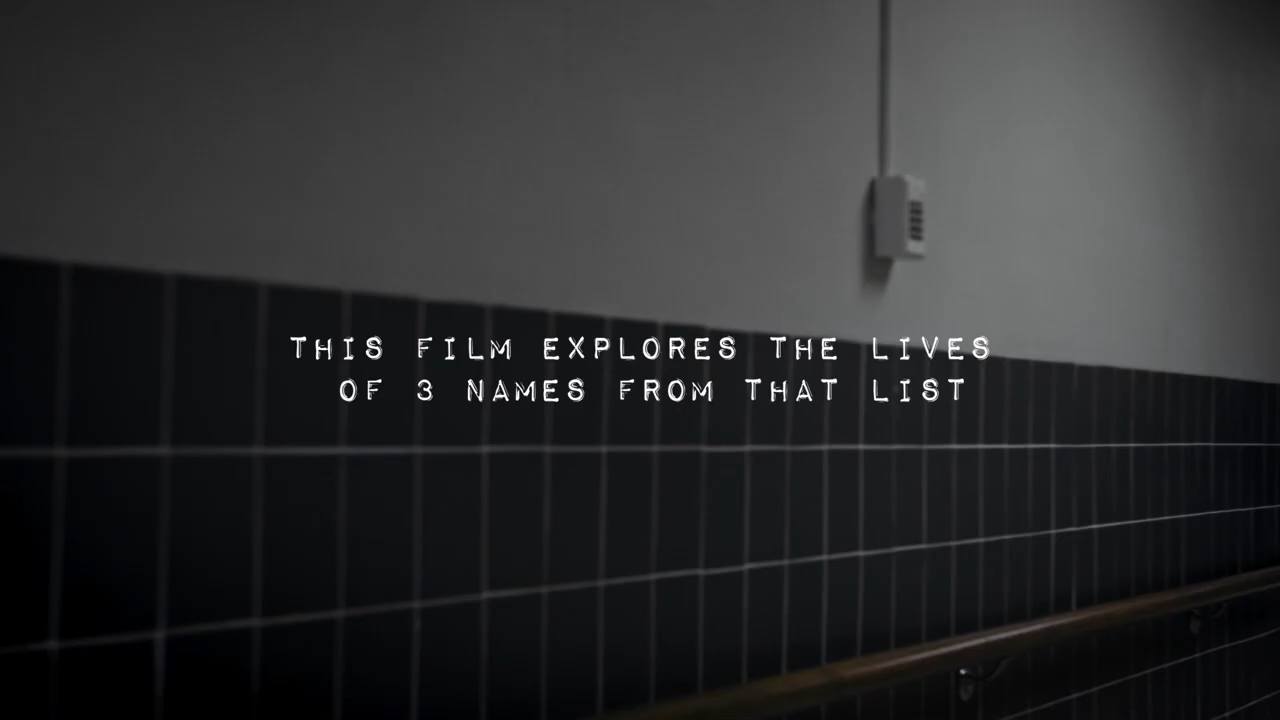 THIS FILM EXPLORES THE LIVES
OF 3 NAMES FROM THAT LIST